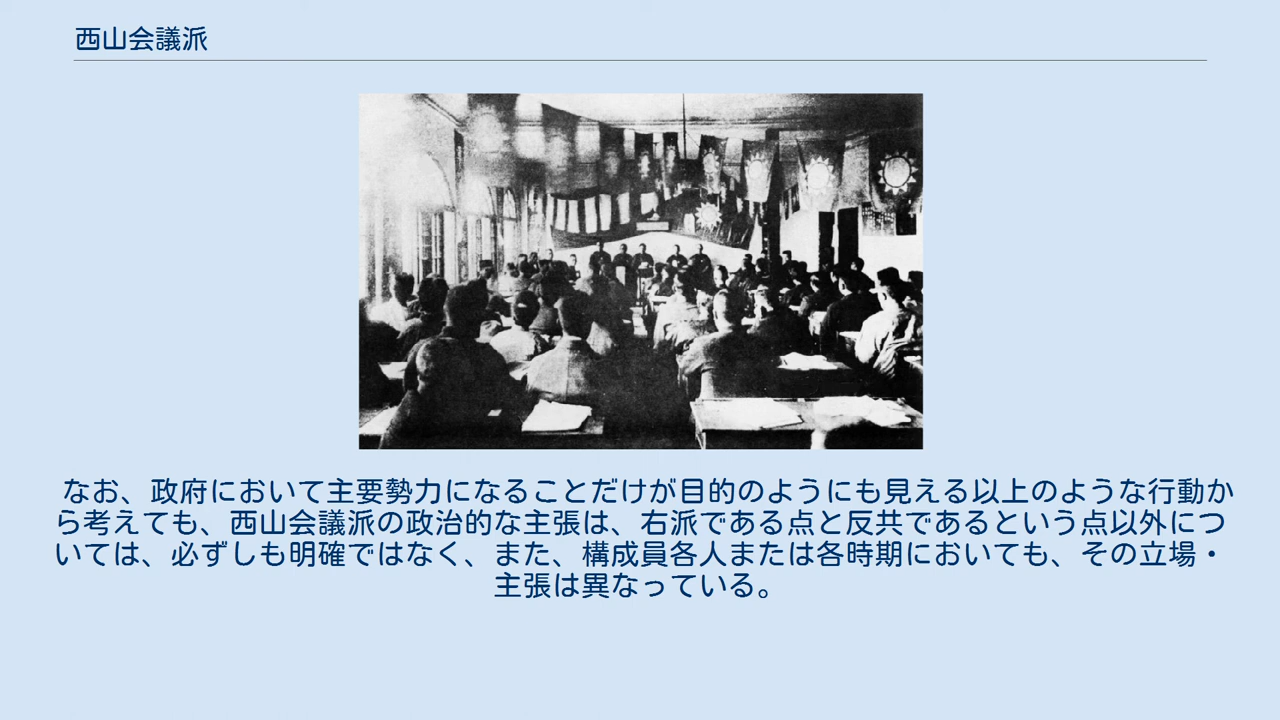 西山会議派
なお、政府において主要勢力になることだけが目的のようにも見える以上のような行動か
ら考えても、西山会議派の政治的な主張は、右派である点と反共であるという点以外につ
いては、必ずしも明確ではなく、また、構成員各人または各時期においても、その立場・
主張は異なっている。